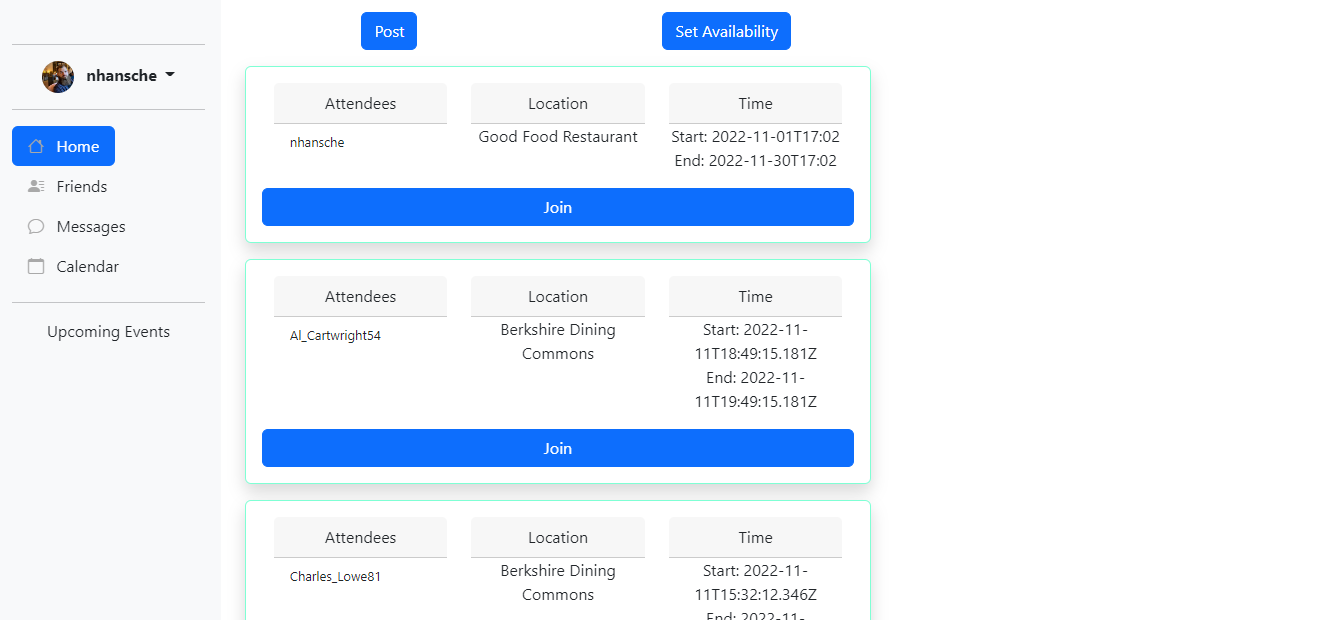 nhansche
Home
Friends
Messages
Calendar
Upcoming Events
Post
Set Availability
Attendees
Location
Time
nhansche
Good Food Restaurant
Start: 2022-11-01T17:02
End: 2022-11-30T17:02
Join
Attendees
Location
Time
Al_Cartwright54
Berkshire Dining
Commons
Start: 2022-11-
11T18:49:15.181Z
End: 2022-11-
11T19:49:15.181Z
Join
Attendees
Location
Time
Charles_Lowe81
Berkshire Dining
Commons
Start: 2022-11-
11T15:32:12.346Z
End: 2022-11-